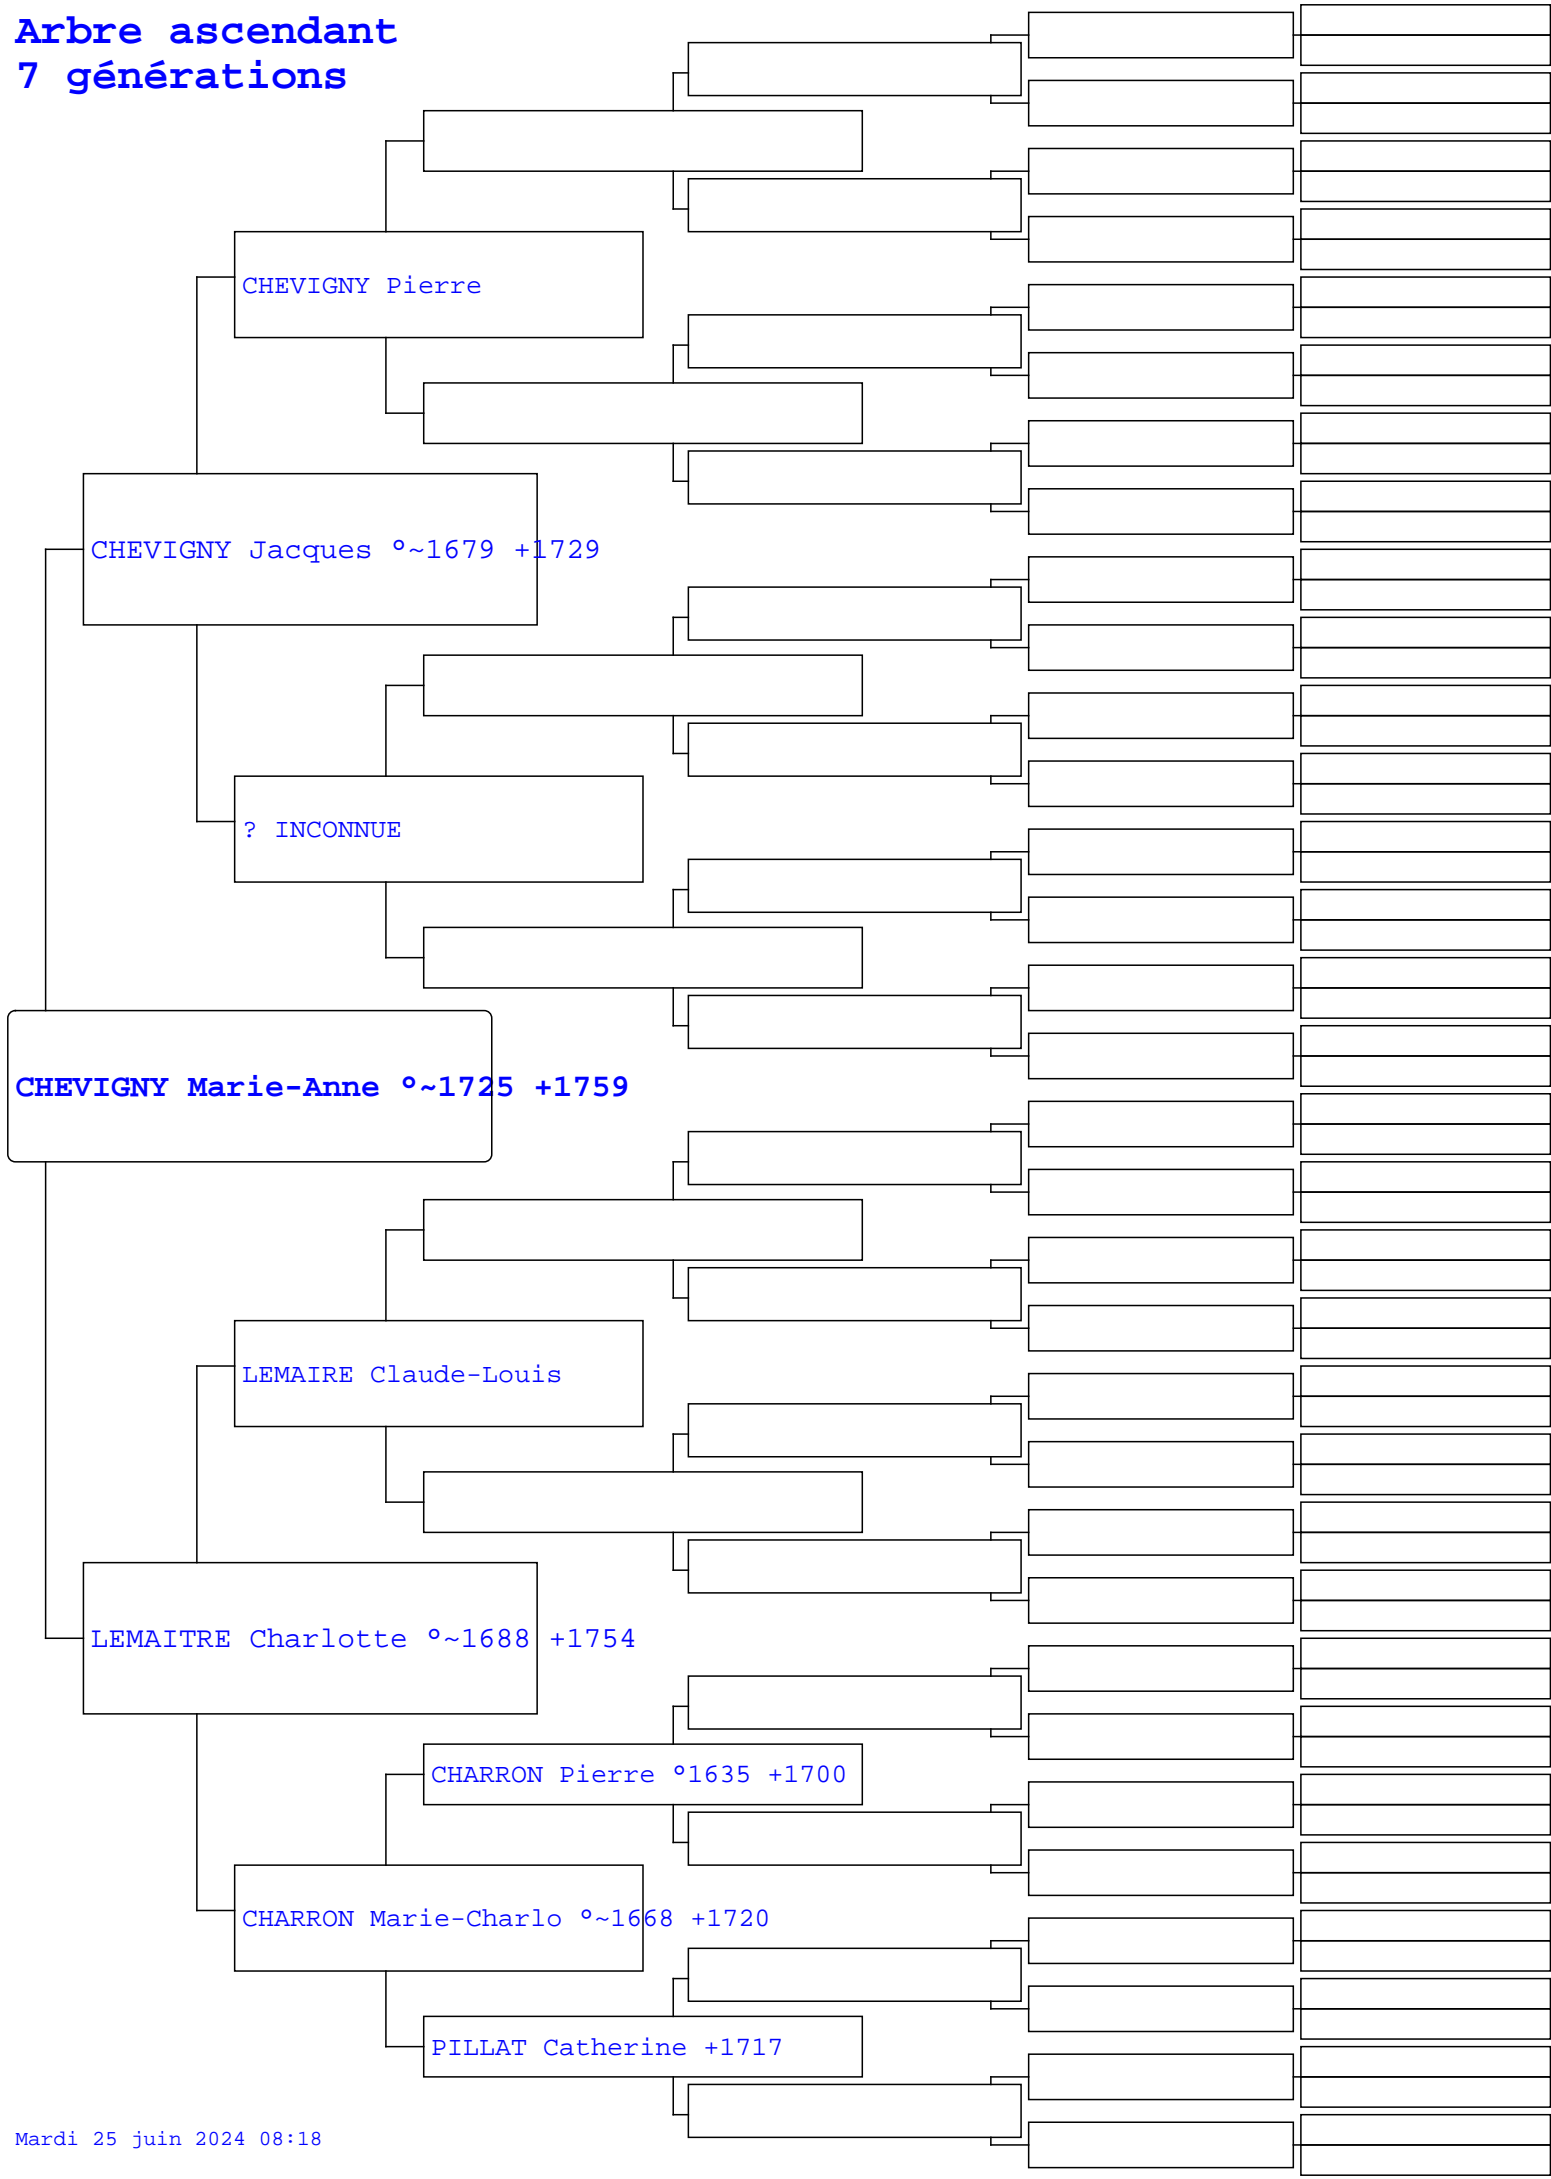 Arbre ascendant
7 générations
CHEVIGNY Pierre
CHEVIGNY Jacques °~1679 +1729
? INCONNUE
CHEVIGNY Marie-Anne °~1725 +1759
LEMAIRE Claude-Louis
LEMAITRE Charlotte °~1688 +1754
CHARRON Pierre °1635 +1700
CHARRON Marie-Charlo °~1668 +1720
PILLAT Catherine +1717
Mardi 25 juin 2024 08:18